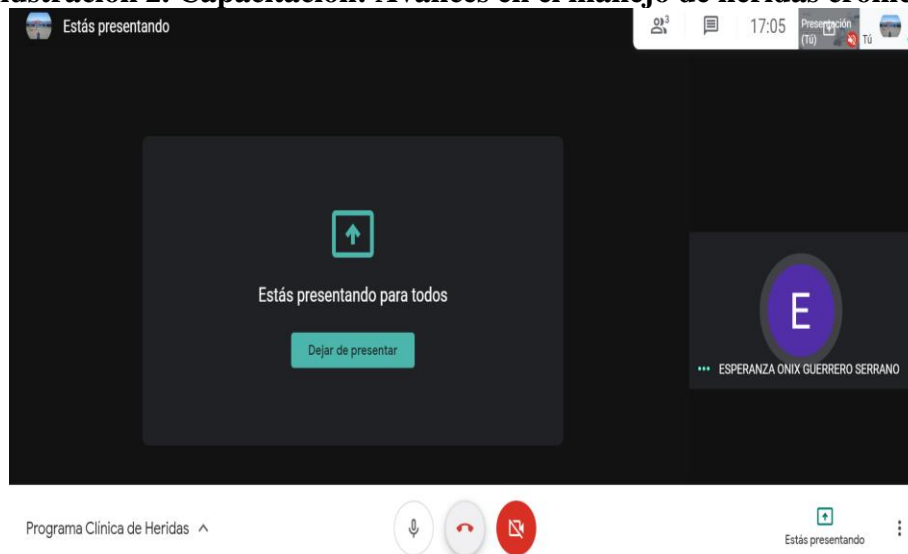 2. Capacitación: Avances en el manejo de heridas
Estás presentando
3
17:05
Presentación
(Tú)
Tú
Estás presentando para todos
Dejar de presentar
E
ESPERANZA ONIX GUERRERO SERRANO
Programa Clínica de Heridas
Estás presentando